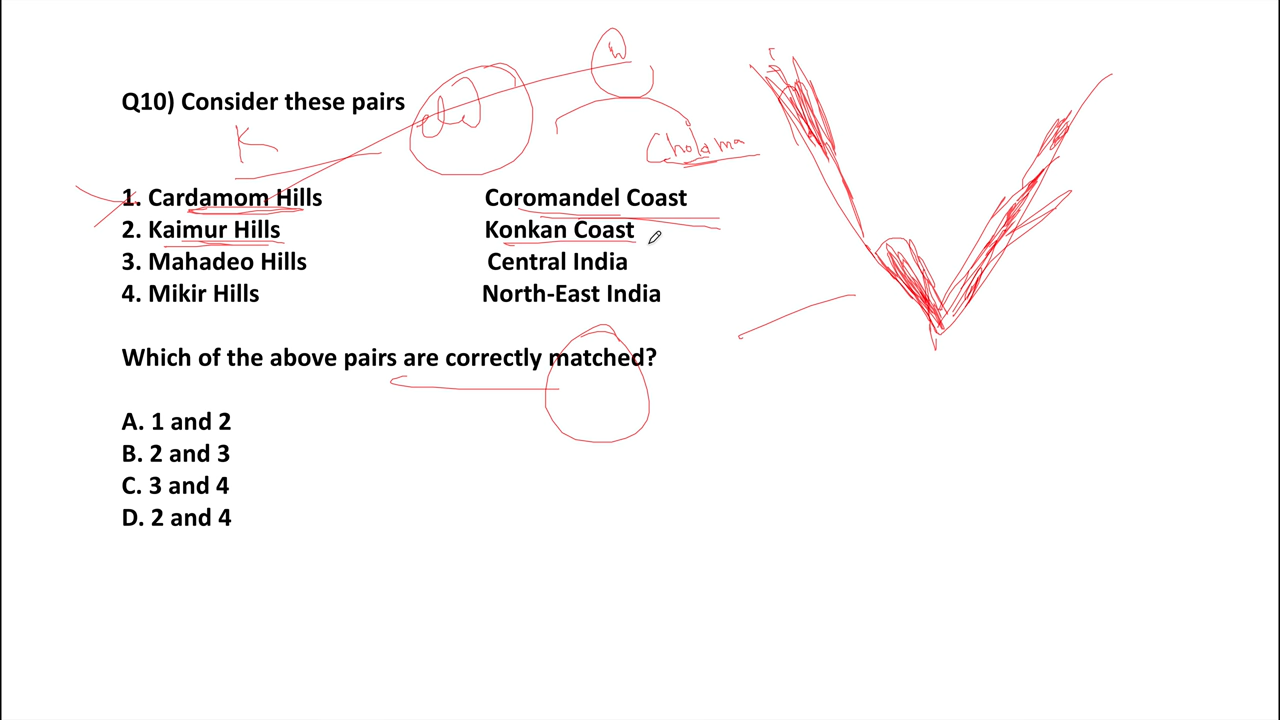 Q10) Consider these pairs
K
Cholama
1. Cardamom Hills Coromandel Coast
2. Kaimur Hills Konkan Coast
3. Mahadeo Hills Central India
4. Mikir Hills North-East India
Which of the above pairs are correctly matched?
A. 1 and 2
B. 2 and 3
C. 3 and 4
D. 2 and 4